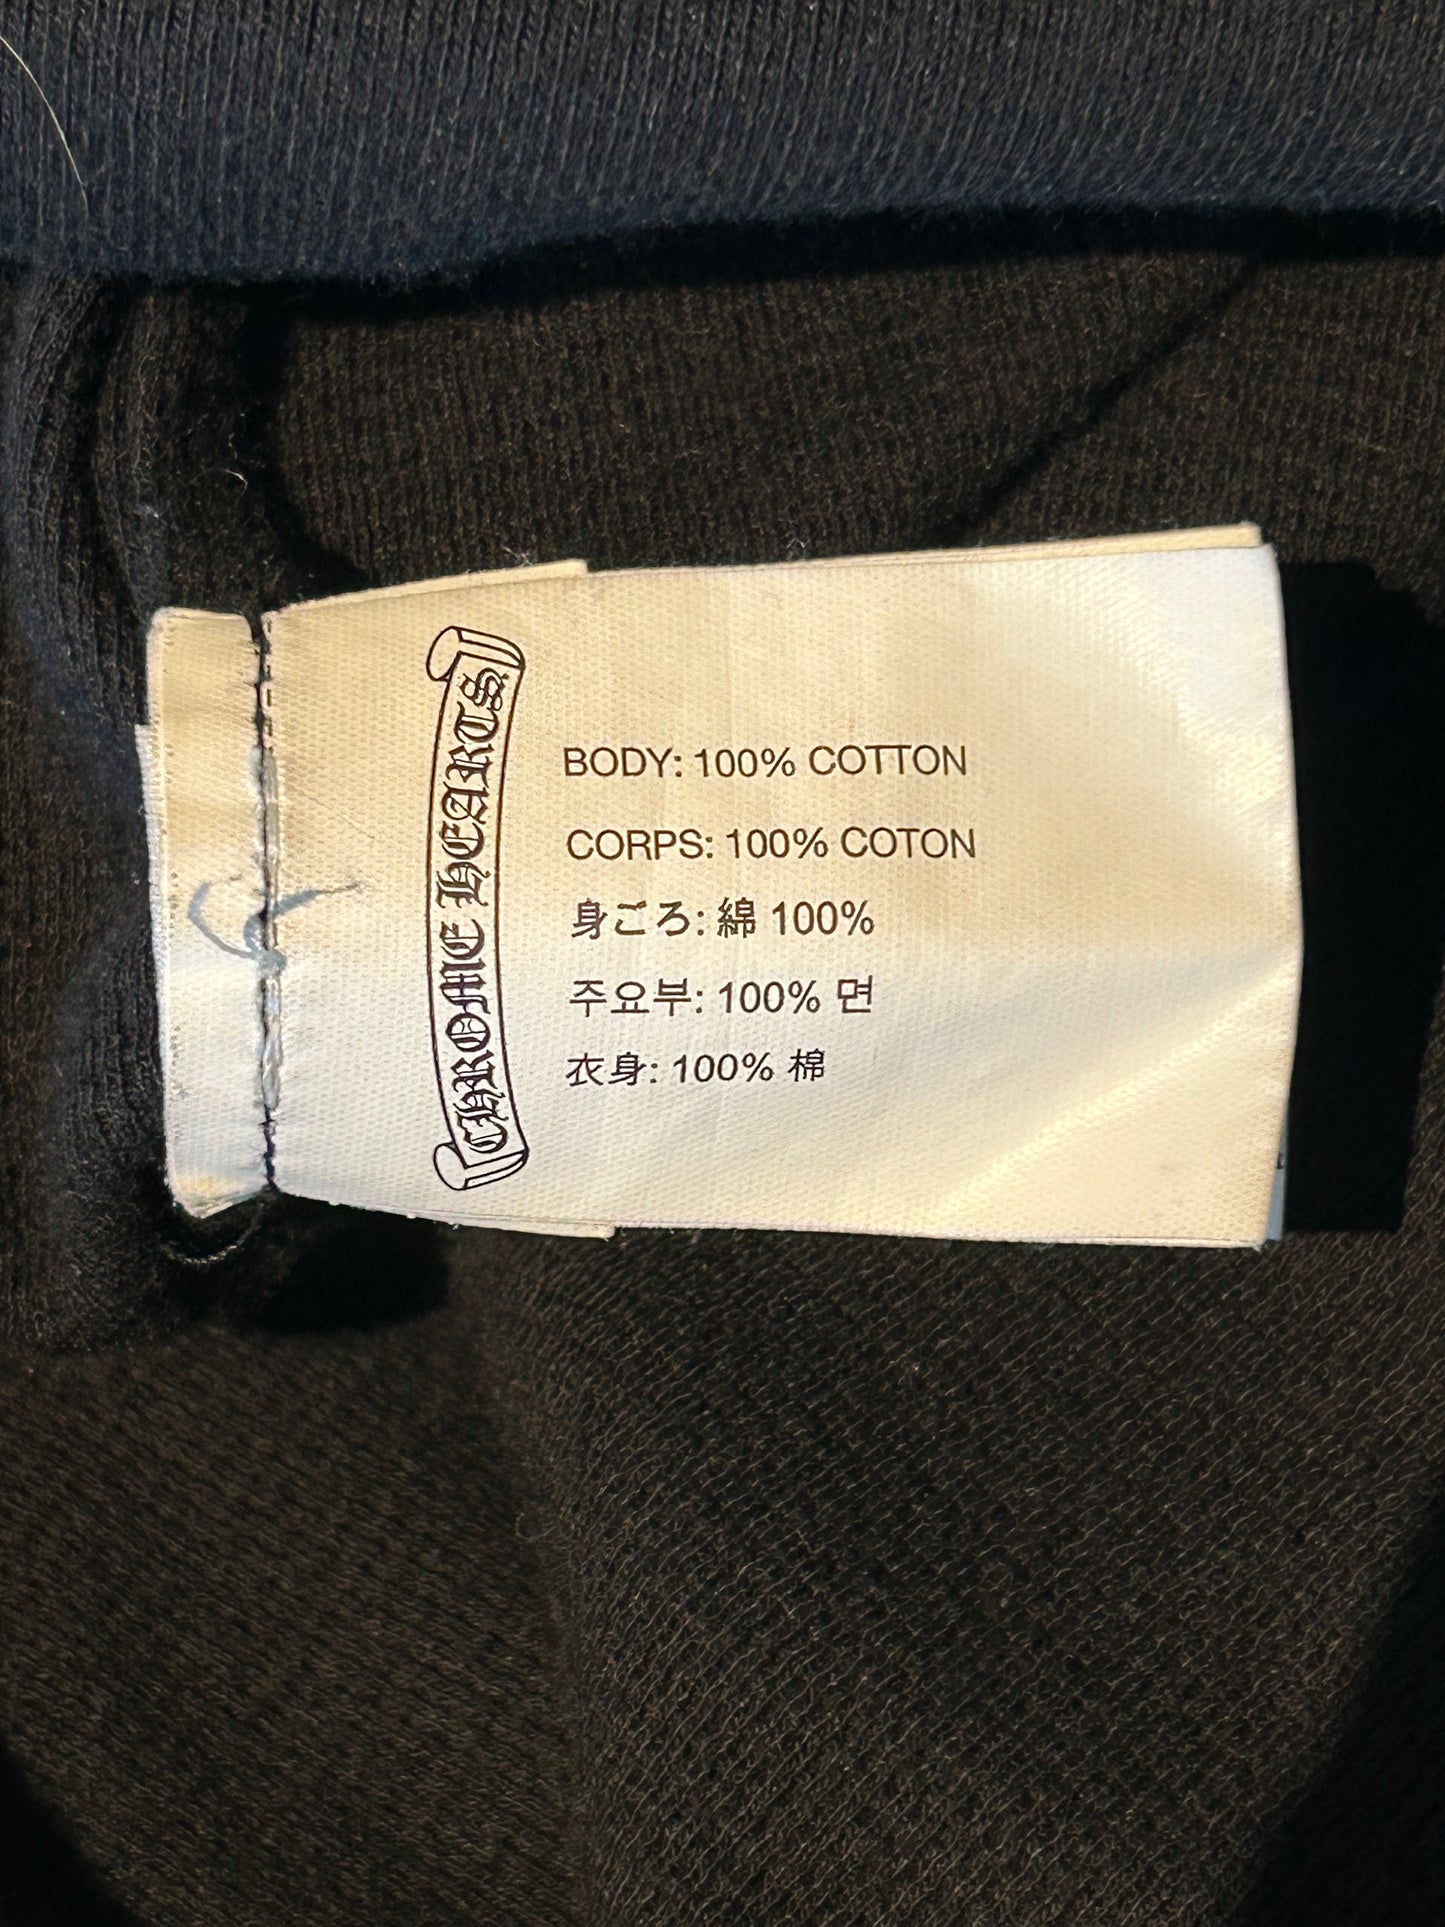 CHROME HEARTS
BODY: 100% COTTON
CORPS: 100% COTON
身ごろ: 綿 100%
주요부: 100% 면
衣身: 100% 棉